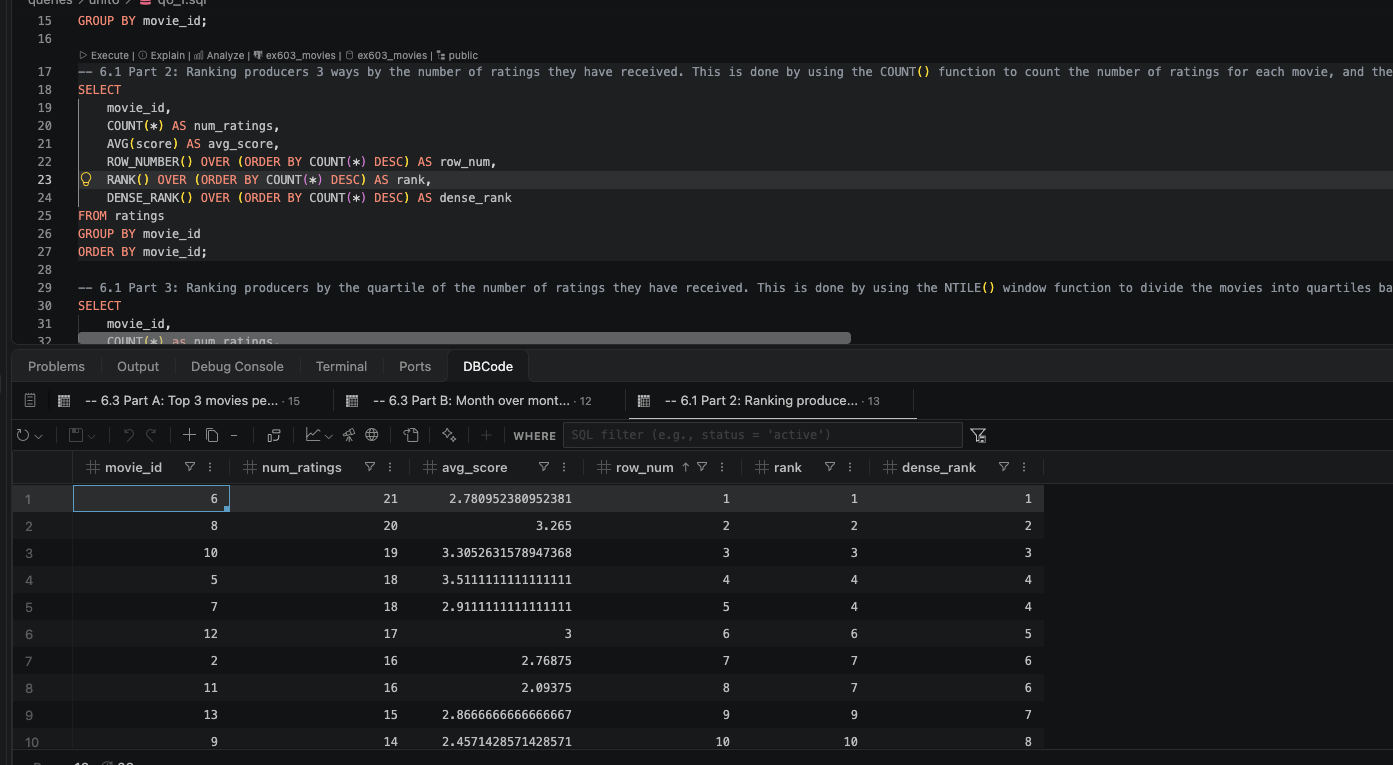 queries > unito > q6_1.sql
15 GROUP BY movie_id;
16
Execute | Explain | Analyze | ex603_movies | ex603_movies | public
17 -- 6.1 Part 2: Ranking producers 3 ways by the number of ratings they have received. This is done by using the COUNT() function to count the number of ratings for each movie, and the
18 SELECT
19 movie_id,
20 COUNT(*) AS num_ratings,
21 AVG(score) AS avg_score,
22 ROW_NUMBER() OVER (ORDER BY COUNT(*) DESC) AS row_num,
23 RANK() OVER (ORDER BY COUNT(*) DESC) AS rank,
24 DENSE_RANK() OVER (ORDER BY COUNT(*) DESC) AS dense_rank
25 FROM ratings
26 GROUP BY movie_id
27 ORDER BY movie_id;
28
29 -- 6.1 Part 3: Ranking producers by the quartile of the number of ratings they have received. This is done by using the NTILE() window function to divide the movies into quartiles ba
30 SELECT
31 movie_id,
32 COUNT(*) as num_ratings,
Problems Output Debug Console Terminal Ports DBCode
-- 6.3 Part A: Top 3 movies pe... · 15 -- 6.3 Part B: Month over mont... · 12 -- 6.1 Part 2: Ranking produce... · 13
WHERE SQL filter (e.g., status = 'active')
movie_id num_ratings avg_score row_num rank dense_rank
1 6 21 2.780952380952381 1 1 1
2 8 20 3.265 2 2 2
3 10 19 3.3052631578947368 3 3 3
4 5 18 3.5111111111111111 4 4 4
5 7 18 2.9111111111111111 5 4 4
6 12 17 3 6 6 5
7 2 16 2.76875 7 7 6
8 11 16 2.09375 8 7 6
9 13 15 2.8666666666666667 9 9 7
10 9 14 2.4571428571428571 10 10 8